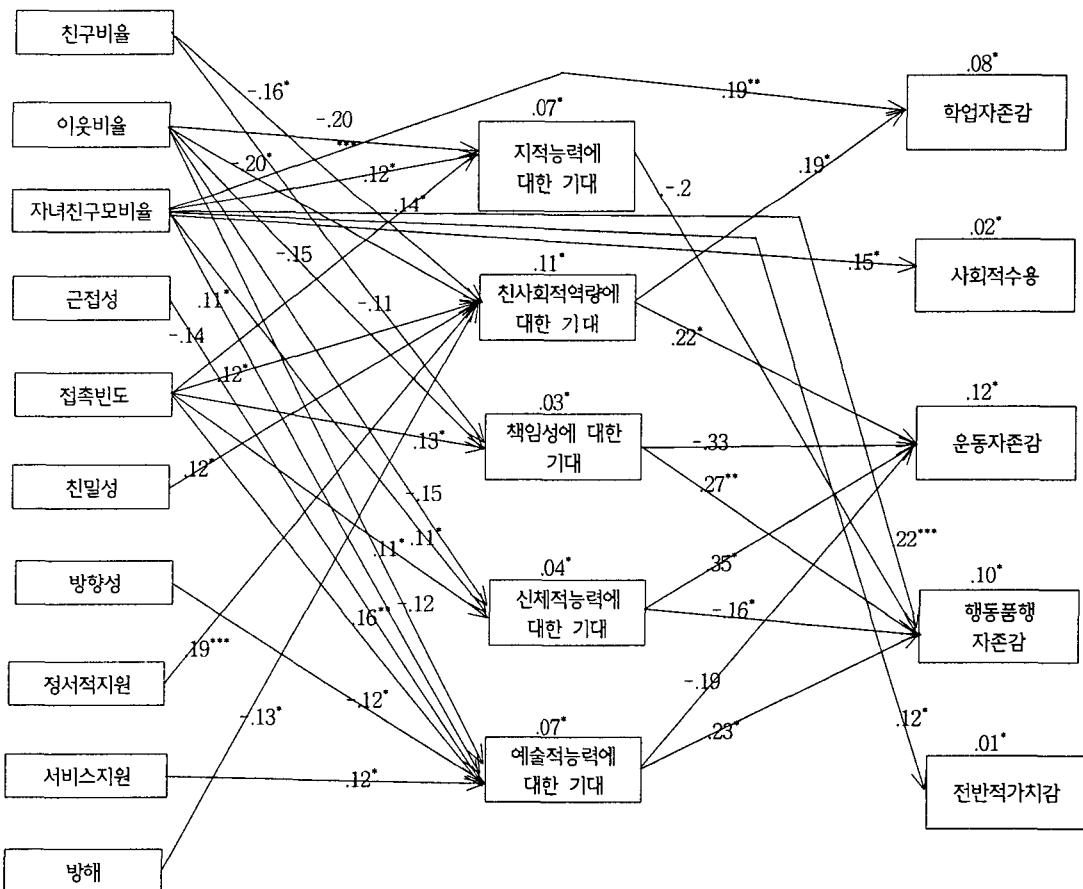 친구비율
이웃비율
자녀친구모비율
근접성
접촉빈도
친밀성
방향성
정서적지원
서비스지원
방해
-.16*
-.20
***
-.20*
.12*
.14*
-.15
.11*
-.11
-.14
.12*
.13*
.12*
-.15
.11*
.11*
-.12
.16**
.19***
-.12*
-.13*
.12*
.07*
지적능력에
대한 기대
.11*
친사회적역량에
대한 기대
.03*
책임성에 대한
기대
.04*
신체적능력에
대한 기대
.07*
예술적능력에
대한 기대
.19**
.19*
-.2
.15*
.22*
-.33
.27**
.35*
.22***
-.16*
-.19
.23*
.12*
.08*
학업자존감
.02*
사회적수용
.12*
운동자존감
.10*
행동품행
자존감
.01*
전반적가치감